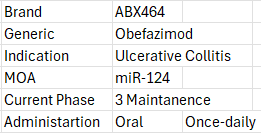 Brand ABX464
Generic Obefazimod
Indication Ulcerative Collitis
MOA miR-124
Current Phase 3 Maintanence
Administartion Oral Once-daily